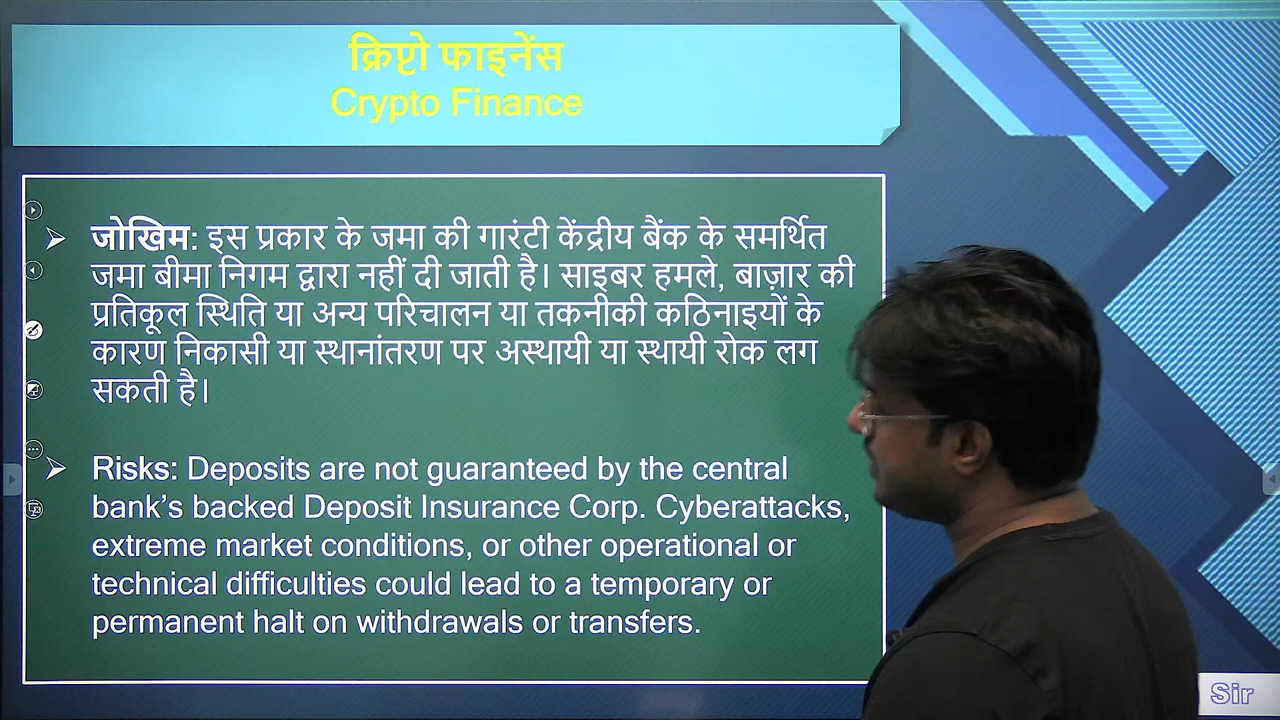 क्रिप्टो फाइनेंस
Crypto Finance
जोखिम: इस प्रकार के जमा की गारंटी केंद्रीय बैंक के समर्थित
जमा बीमा निगम द्वारा नहीं दी जाती है। साइबर हमले, बाज़ार की
प्रतिकूल स्थिति या अन्य परिचालन या तकनीकी कठिनाइयों के
कारण निकासी या स्थानांतरण पर अस्थायी या स्थायी रोक लग
सकती है।
Risks: Deposits are not guaranteed by the central
bank’s backed Deposit Insurance Corp. Cyberattacks,
extreme market conditions, or other operational or
technical difficulties could lead to a temporary or
permanent halt on withdrawals or transfers.
Sir